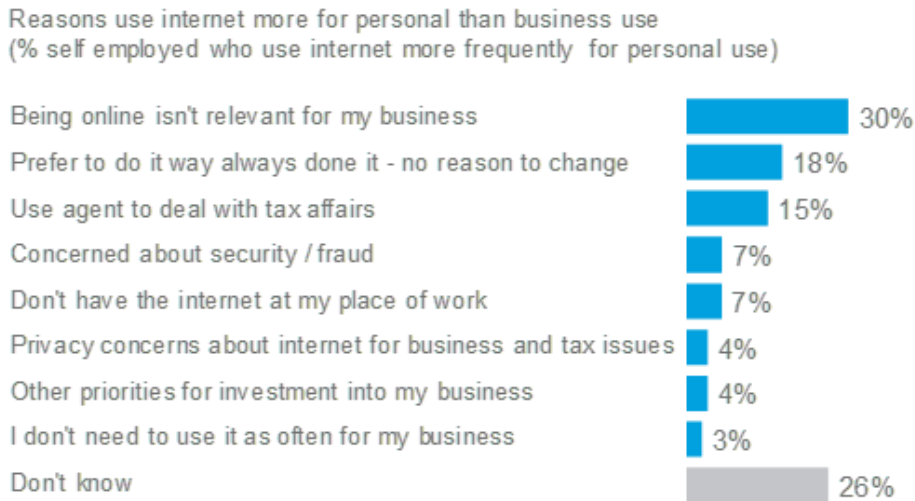 Reasons use internet more for personal than business use
(% self employed who use internet more frequently for personal use)
Being online isn't relevant for my business 30%
Prefer to do it way always done it - no reason to change 18%
Use agent to deal with tax affairs 15%
Concerned about security / fraud 7%
Don't have the internet at my place of work 7%
Privacy concerns about internet for business and tax issues 4%
Other priorities for investment into my business 4%
I don't need to use it as often for my business 3%
Don't know 26%